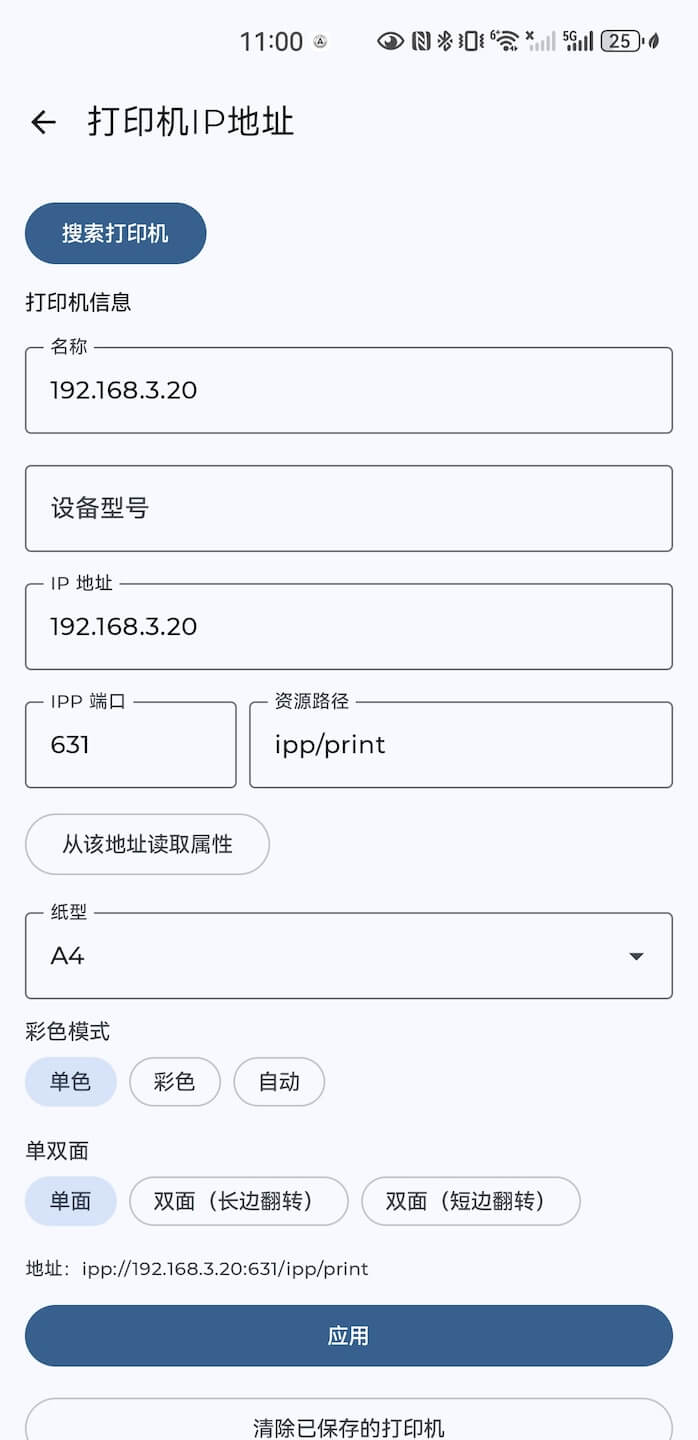 11:00
6+
5G
25
打印机IP地址
搜索打印机
打印机信息
名称
192.168.3.20
设备型号
IP 地址
192.168.3.20
IPP 端口
资源路径
631
ipp/print
从该地址读取属性
纸型
A4
彩色模式
单色 彩色 自动
单双面
单面 双面（长边翻转） 双面（短边翻转）
地址：ipp://192.168.3.20:631/ipp/print
应用
清除已保存的打印机